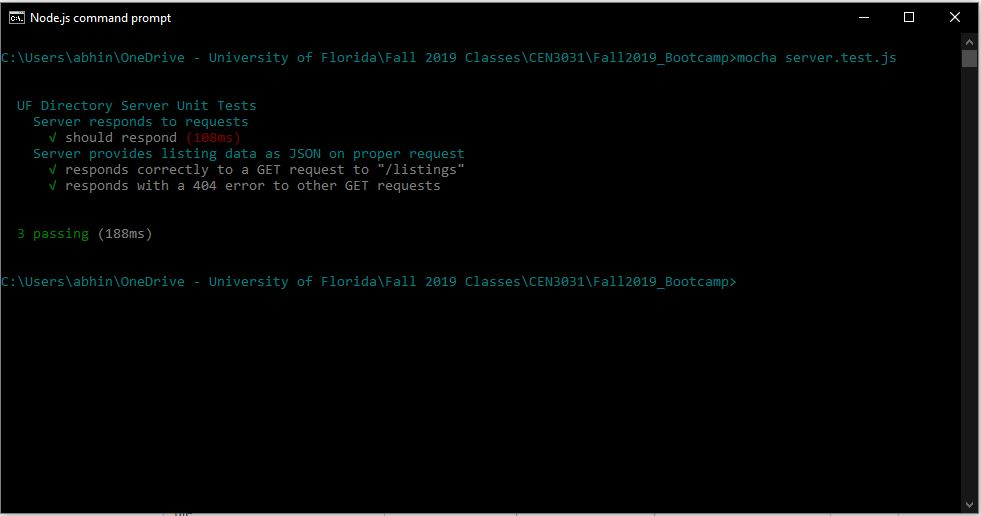 Node.js command prompt
C:\Users\abhin\OneDrive - University of Florida\Fall 2019 Classes\CEN3031\Fall2019_Bootcamp>mocha server.test.js
UF Directory Server Unit Tests
Server responds to requests
√ should respond (108ms)
Server provides listing data as JSON on proper request
√ responds correctly to a GET request to "/listings"
√ responds with a 404 error to other GET requests
3 passing (188ms)
C:\Users\abhin\OneDrive - University of Florida\Fall 2019 Classes\CEN3031\Fall2019_Bootcamp>